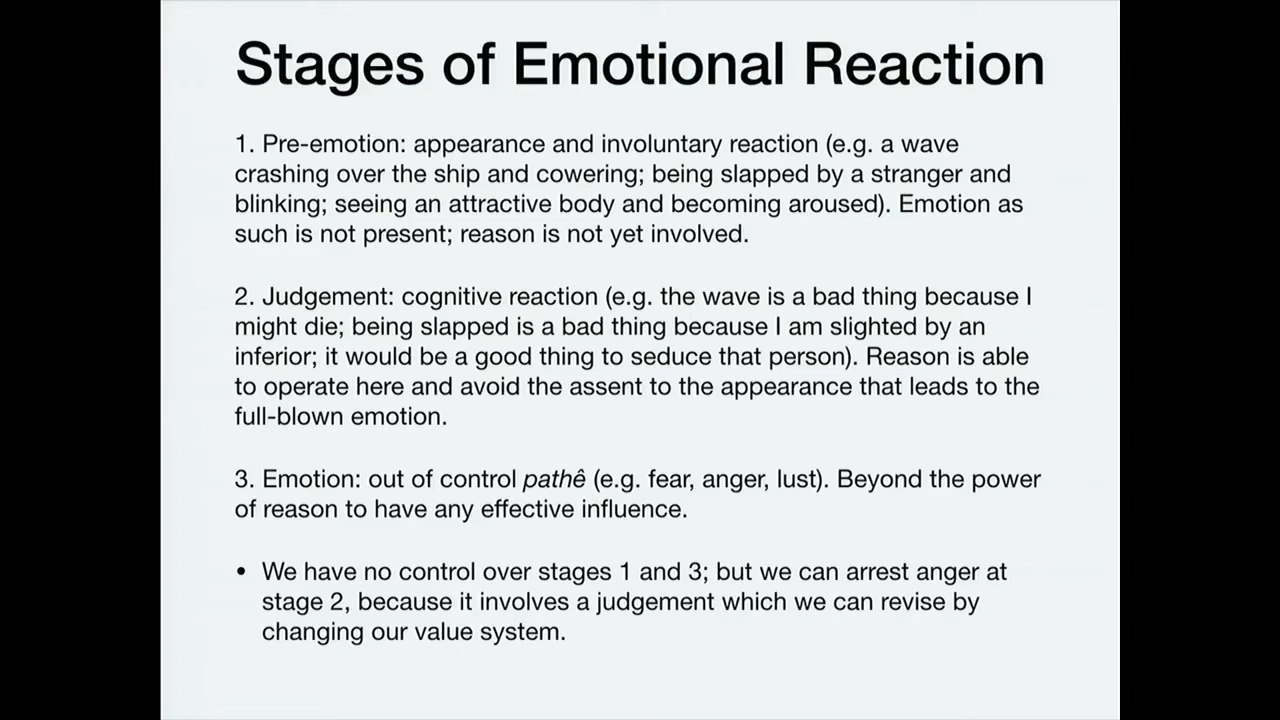 Stages of Emotional Reaction
1. Pre-emotion: appearance and involuntary reaction (e.g. a wave
crashing over the ship and cowering; being slapped by a stranger and
blinking; seeing an attractive body and becoming aroused). Emotion as
such is not present; reason is not yet involved.
2. Judgement: cognitive reaction (e.g. the wave is a bad thing because I
might die; being slapped is a bad thing because I am slighted by an
inferior; it would be a good thing to seduce that person). Reason is able
to operate here and avoid the assent to the appearance that leads to the
full-blown emotion.
3. Emotion: out of control pathê (e.g. fear, anger, lust). Beyond the power
of reason to have any effective influence.
• We have no control over stages 1 and 3; but we can arrest anger at
stage 2, because it involves a judgement which we can revise by
changing our value system.